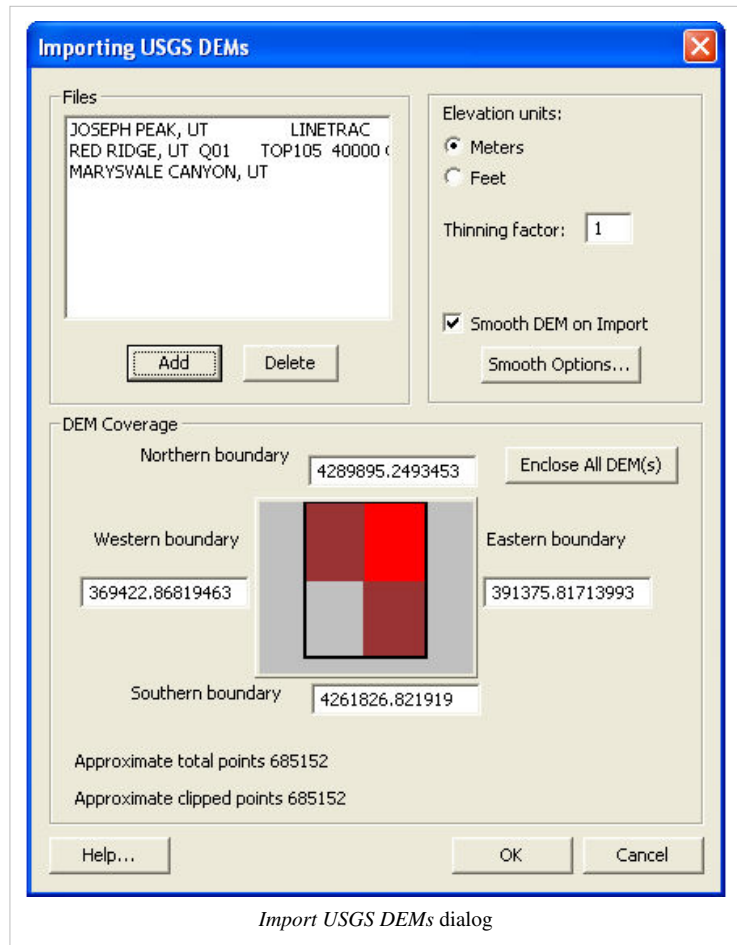 Importing USGS DEMs
Files
JOSEPH PEAK, UT LINETRAC
RED RIDGE, UT Q01 TOP105 40000
MARYSVALE CANYON, UT
Add
Delete
Elevation units:
Meters
Feet
Thinning factor: 1
Smooth DEM on Import
Smooth Options...
DEM Coverage
Northern boundary
4289895.2493453
Enclose All DEM(s)
Western boundary
369422.86819463
Eastern boundary
391375.81713993
Southern boundary
4261826.821919
Approximate total points 685152
Approximate clipped points 685152
Help...
OK
Cancel
Import USGS DEMs dialog